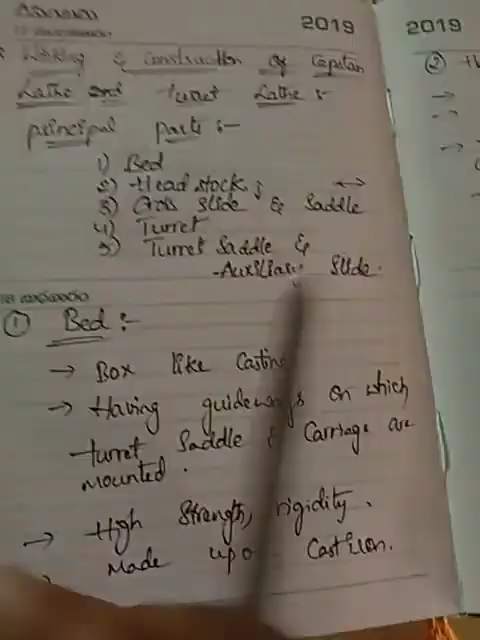 2019
Working & Construction of Capstan
Lathe and Turret Lathe :-
principal parts :-
1) Bed
2) Head stock ;
3) Cross Slide & Saddle
4) Turret
5) Turret Saddle &
Auxiliary Slide.
① Bed :-
→ Box like Casting
→ Having guideways on which
turret Saddle & Carriage are
mounted.
→ High Strength, rigidity.
→ Made up of Cast iron.
2019
②